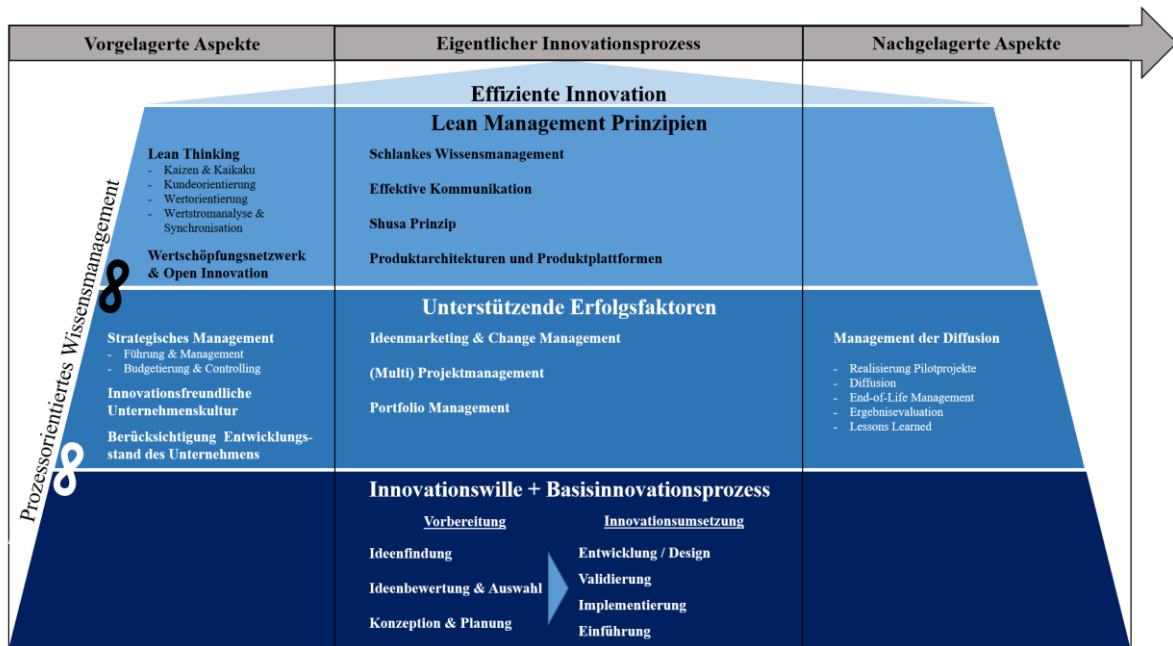 Vorgelagerte Aspekte
Eigentlicher Innovationsprozess
Nachgelagerte Aspekte
Effiziente Innovation
Lean Management Prinzipien
Lean Thinking
- Kaizen & Kaikaku
- Kundeorientierung
- Wertorientierung
- Wertstromanalyse &
Synchronisation
Wertschöpfungsnetzwerk
& Open Innovation
Schlankes Wissensmanagement
Effektive Kommunikation
Shusa Prinzip
Produktarchitekturen und Produktplattformen
Prozessorientiertes Wissensmanagement
Unterstützende Erfolgsfaktoren
Strategisches Management
- Führung & Management
- Budgetierung & Controlling
Innovationsfreundliche
Unternehmenskultur
Berücksichtigung Entwicklungs-
stand des Unternehmens
Ideenmarketing & Change Management
(Multi) Projektmanagement
Portfolio Management
Management der Diffusion
- Realisierung Pilotprojekte
- Diffusion
- End-of-Life Management
- Ergebnisevaluation
- Lessons Learned
Innovationswille + Basisinnovationsprozess
Vorbereitung
Ideenfindung
Ideenbewertung & Auswahl
Konzeption & Planung
Innovationsumsetzung
Entwicklung / Design
Validierung
Implementierung
Einführung